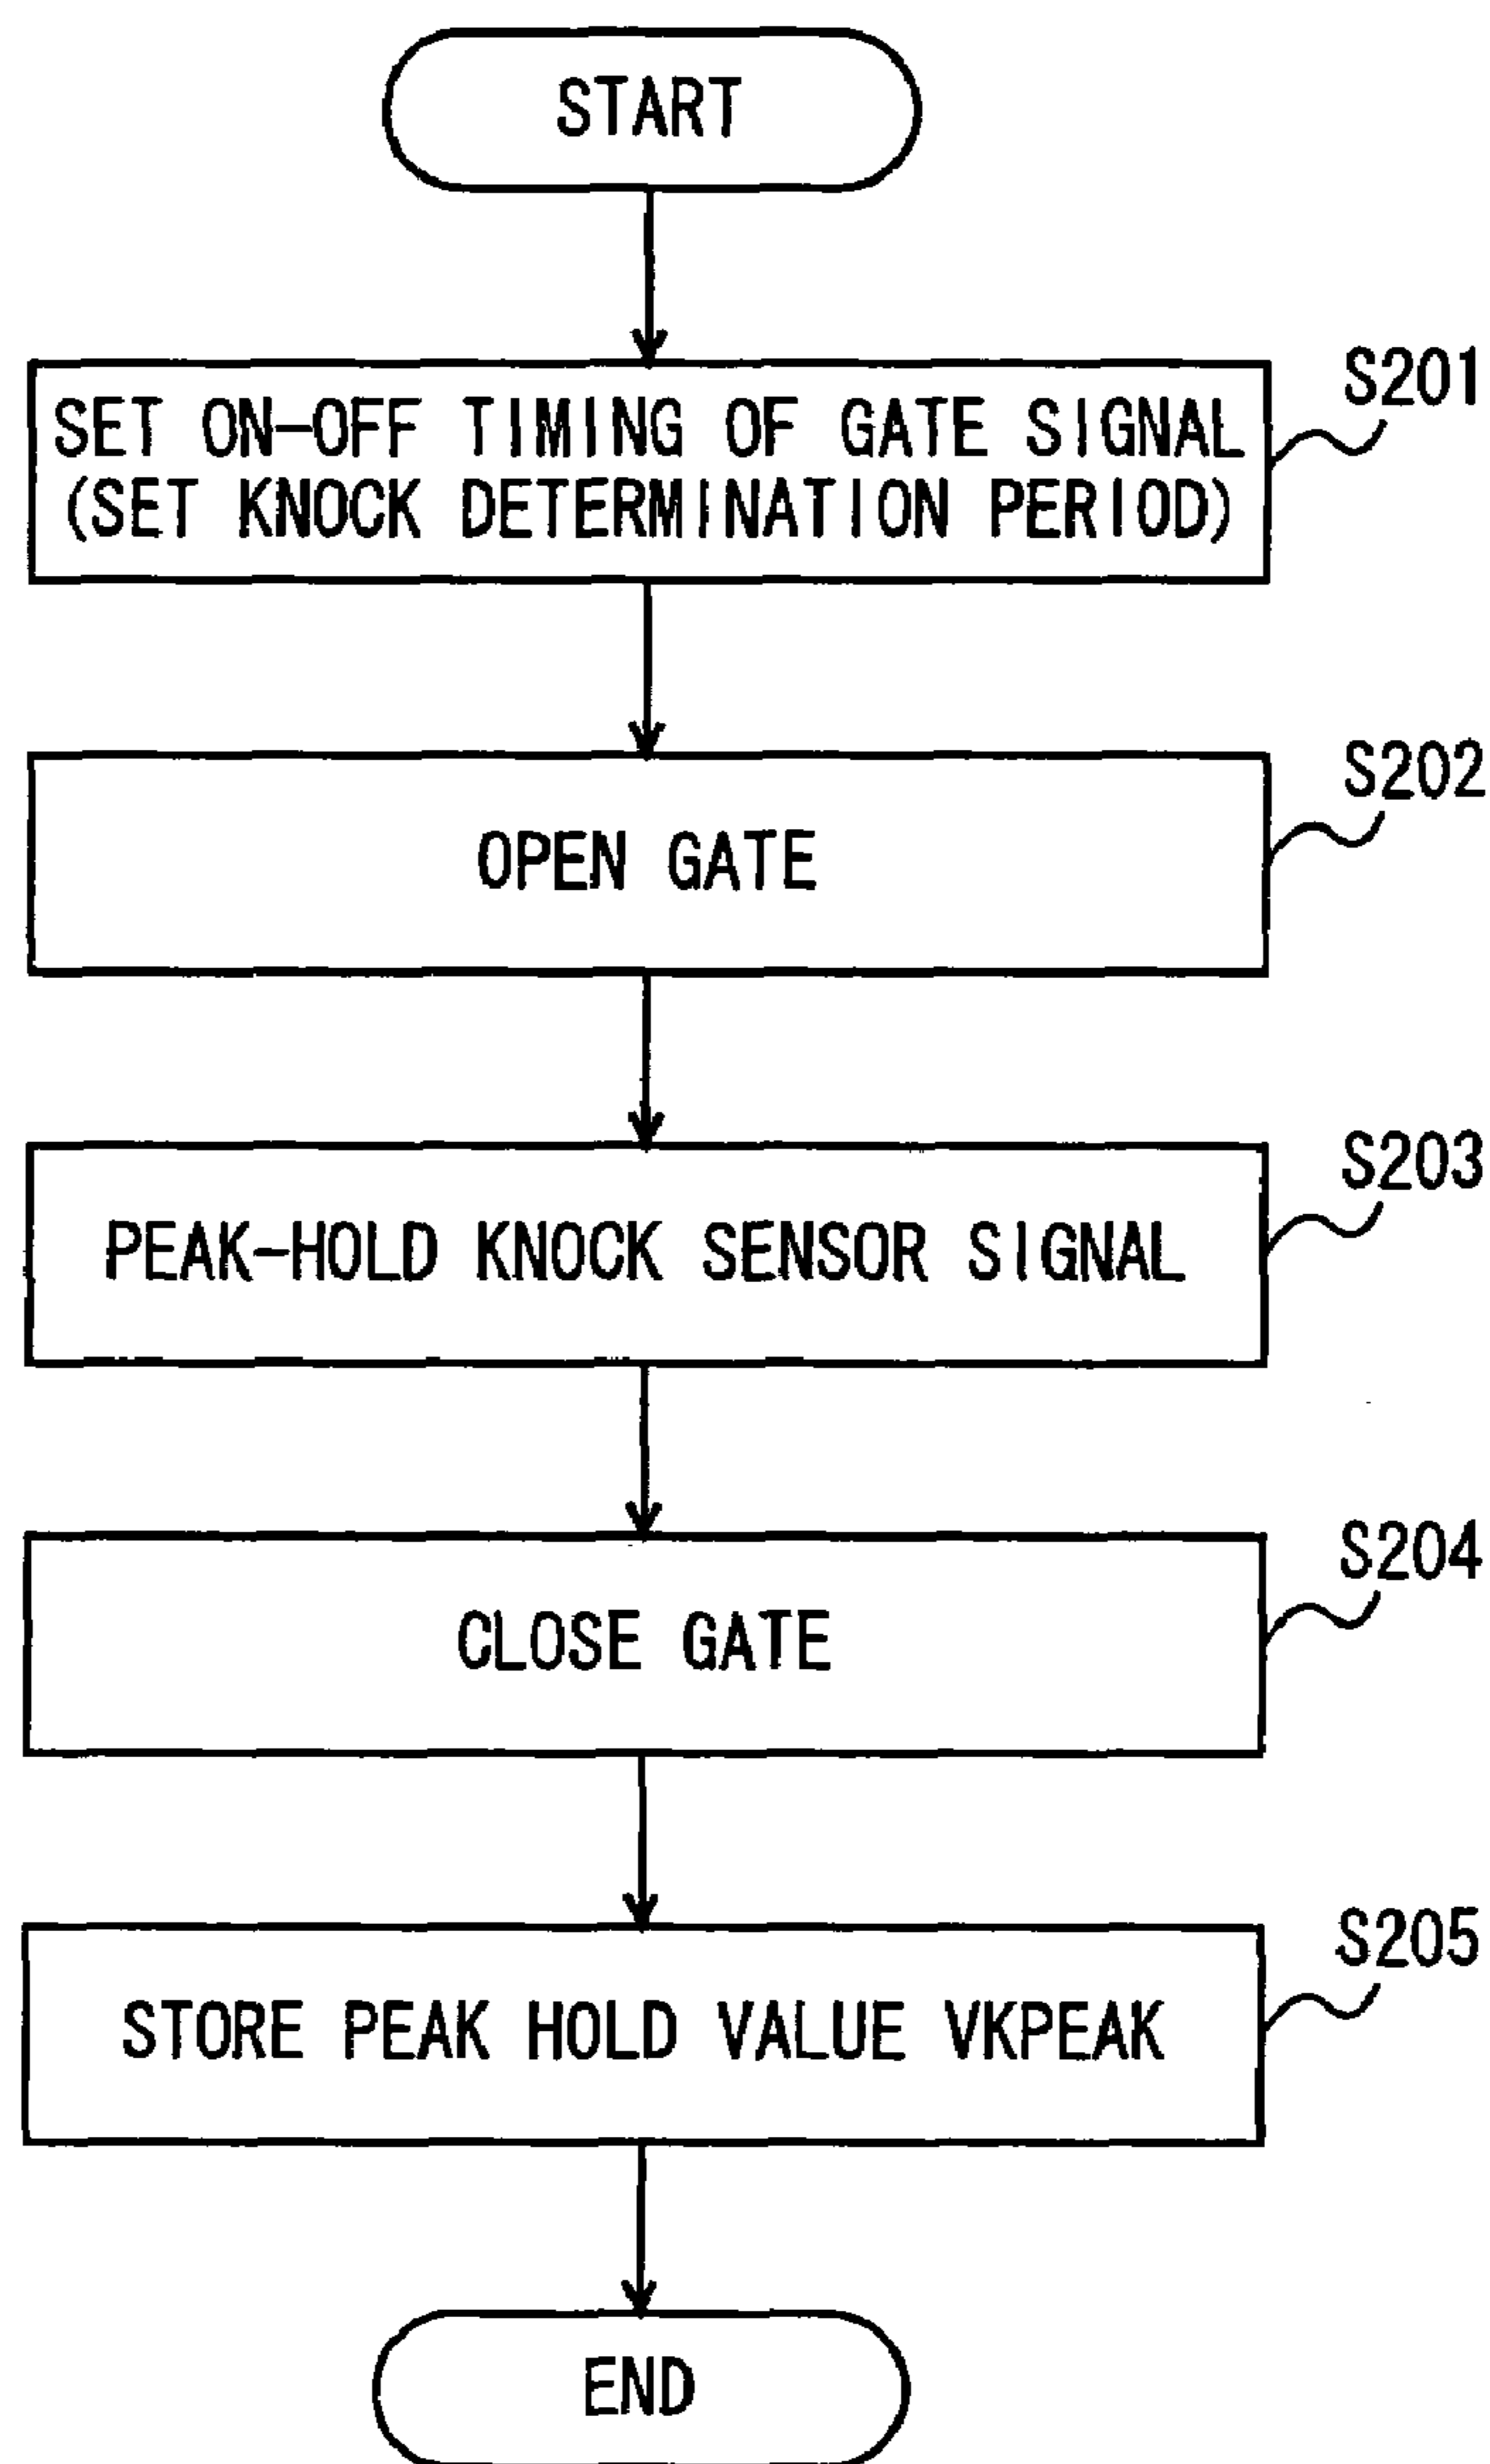 START
S201
SET ON-OFF TIMING OF GATE SIGNAL
(SET KNOCK DETERMINATION PERIOD)
S202
OPEN GATE
S203
PEAK-HOLD KNOCK SENSOR SIGNAL
S204
CLOSE GATE
S205
STORE PEAK HOLD VALUE VKPEAK
END